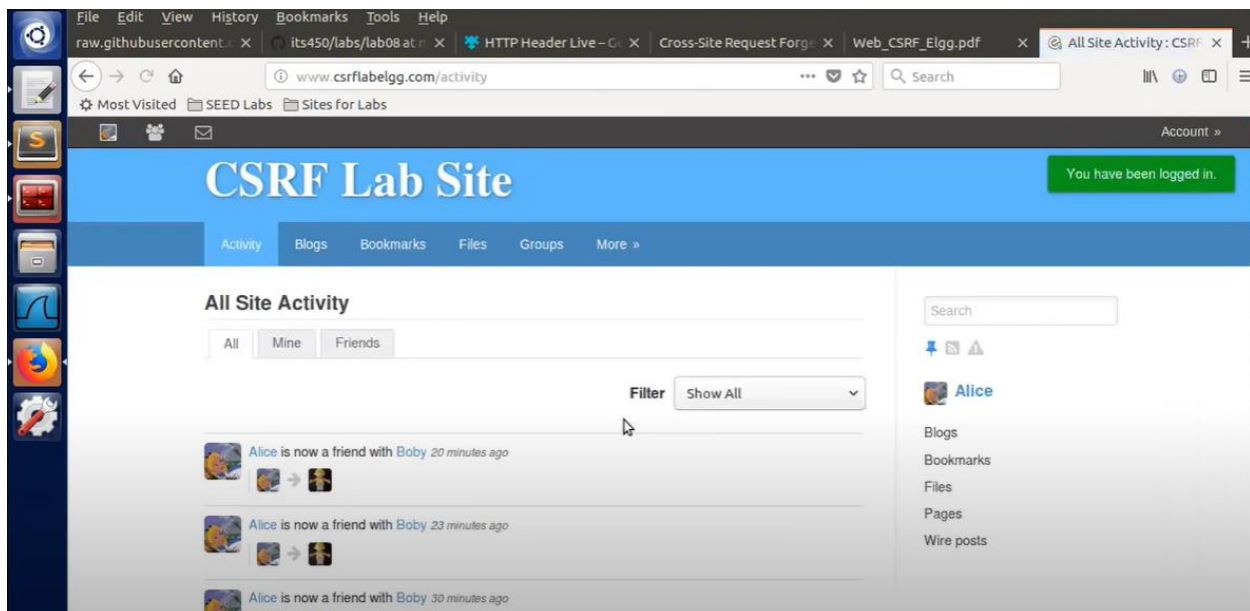 File Edit View History Bookmarks Tools Help
raw.githubusercontent.c × its450/labs/lab08 at × HTTP Header Live – × Cross-Site Request Forge × Web_CSRF_Elgg.pdf × All Site Activity : CSRF × +
www.csrflabelgg.com/activity ... Search
Most Visited SEED Labs Sites for Labs
Account »
CSRF Lab Site
You have been logged in.
Activity Blogs Bookmarks Files Groups More »
All Site Activity
Search
All Mine Friends
Filter Show All
Alice
Blogs
Alice is now a friend with Boby 20 minutes ago
Bookmarks
Files
Pages
Alice is now a friend with Boby 23 minutes ago
Wire posts
Alice is now a friend with Boby 30 minutes ago